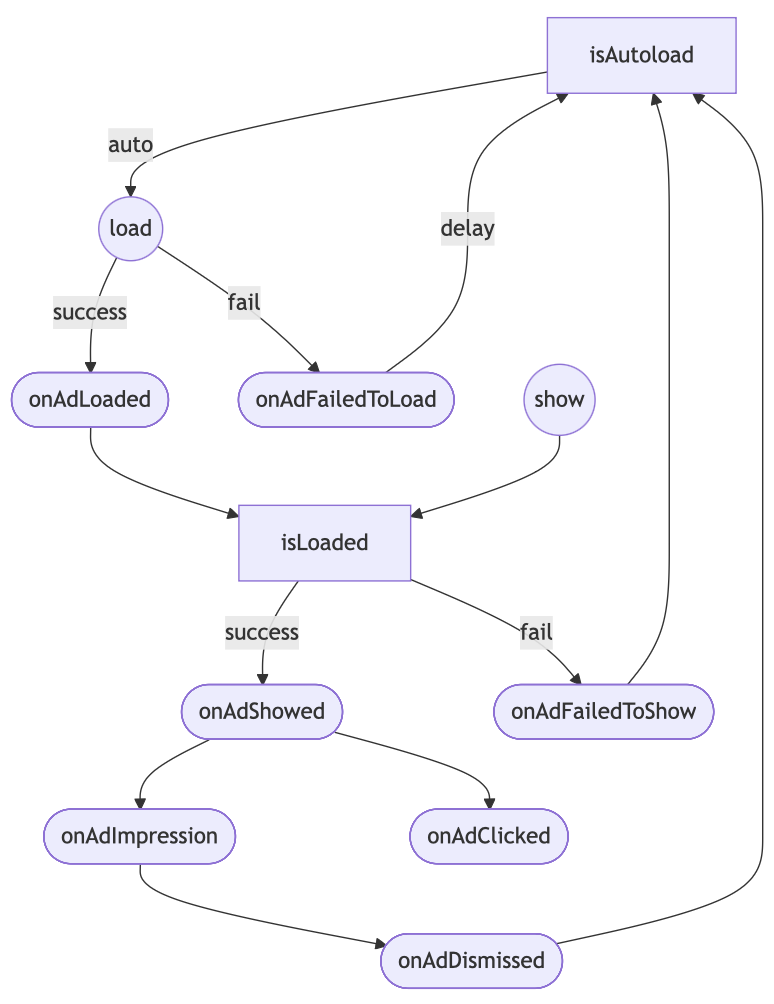 isAutoload
auto
load
delay
success
fail
onAdLoaded
onAdFailedToLoad
show
isLoaded
success
fail
onAdShowed
onAdFailedToShow
onAdImpression
onAdClicked
onAdDismissed